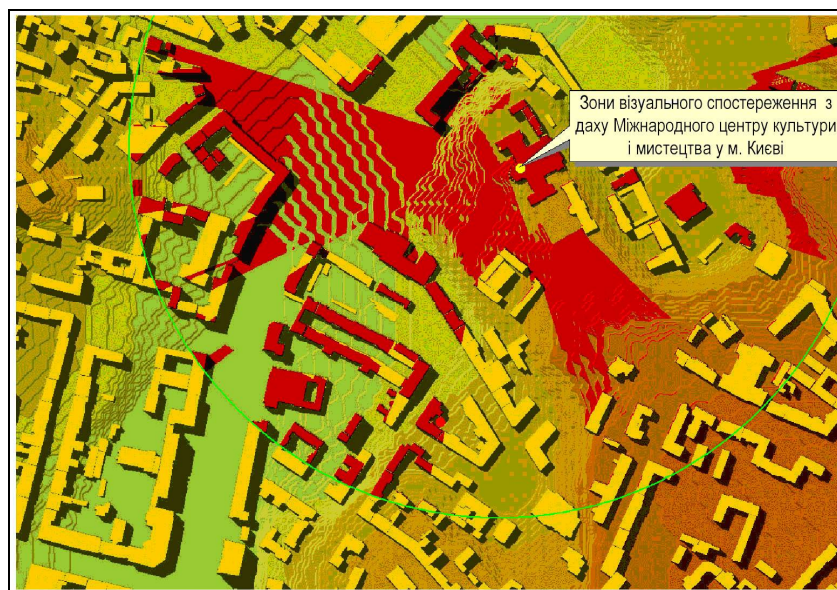 Зони візуального спостереження з
даху Міжнародного центру культури
і мистецтва у м. Києві